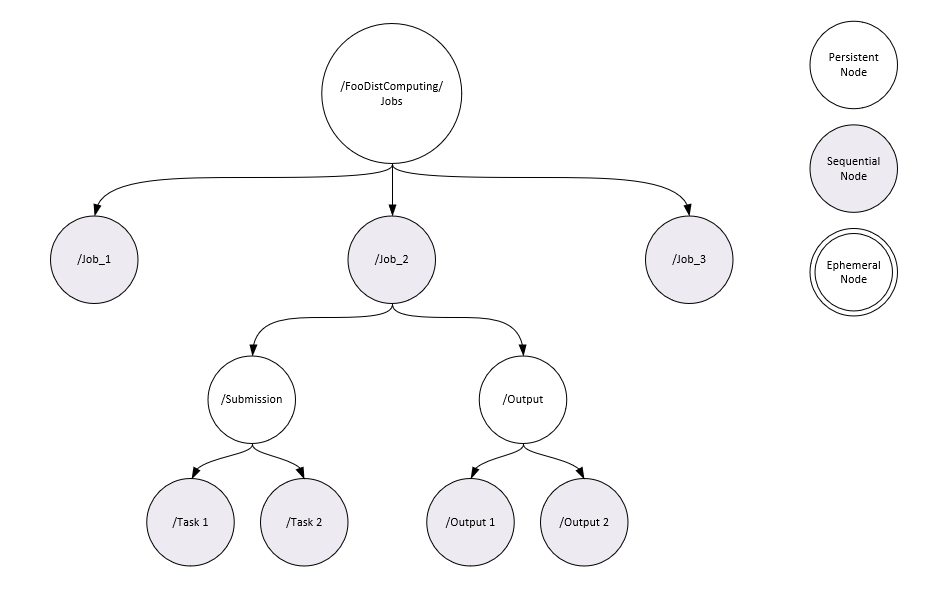 /FooDistComputing/
Jobs
Persistent
Node
Sequential
Node
/Job_1
/Job_2
/Job_3
Ephemeral
Node
/Submission
/Output
/Task 1
/Task 2
/Output 1
/Output 2